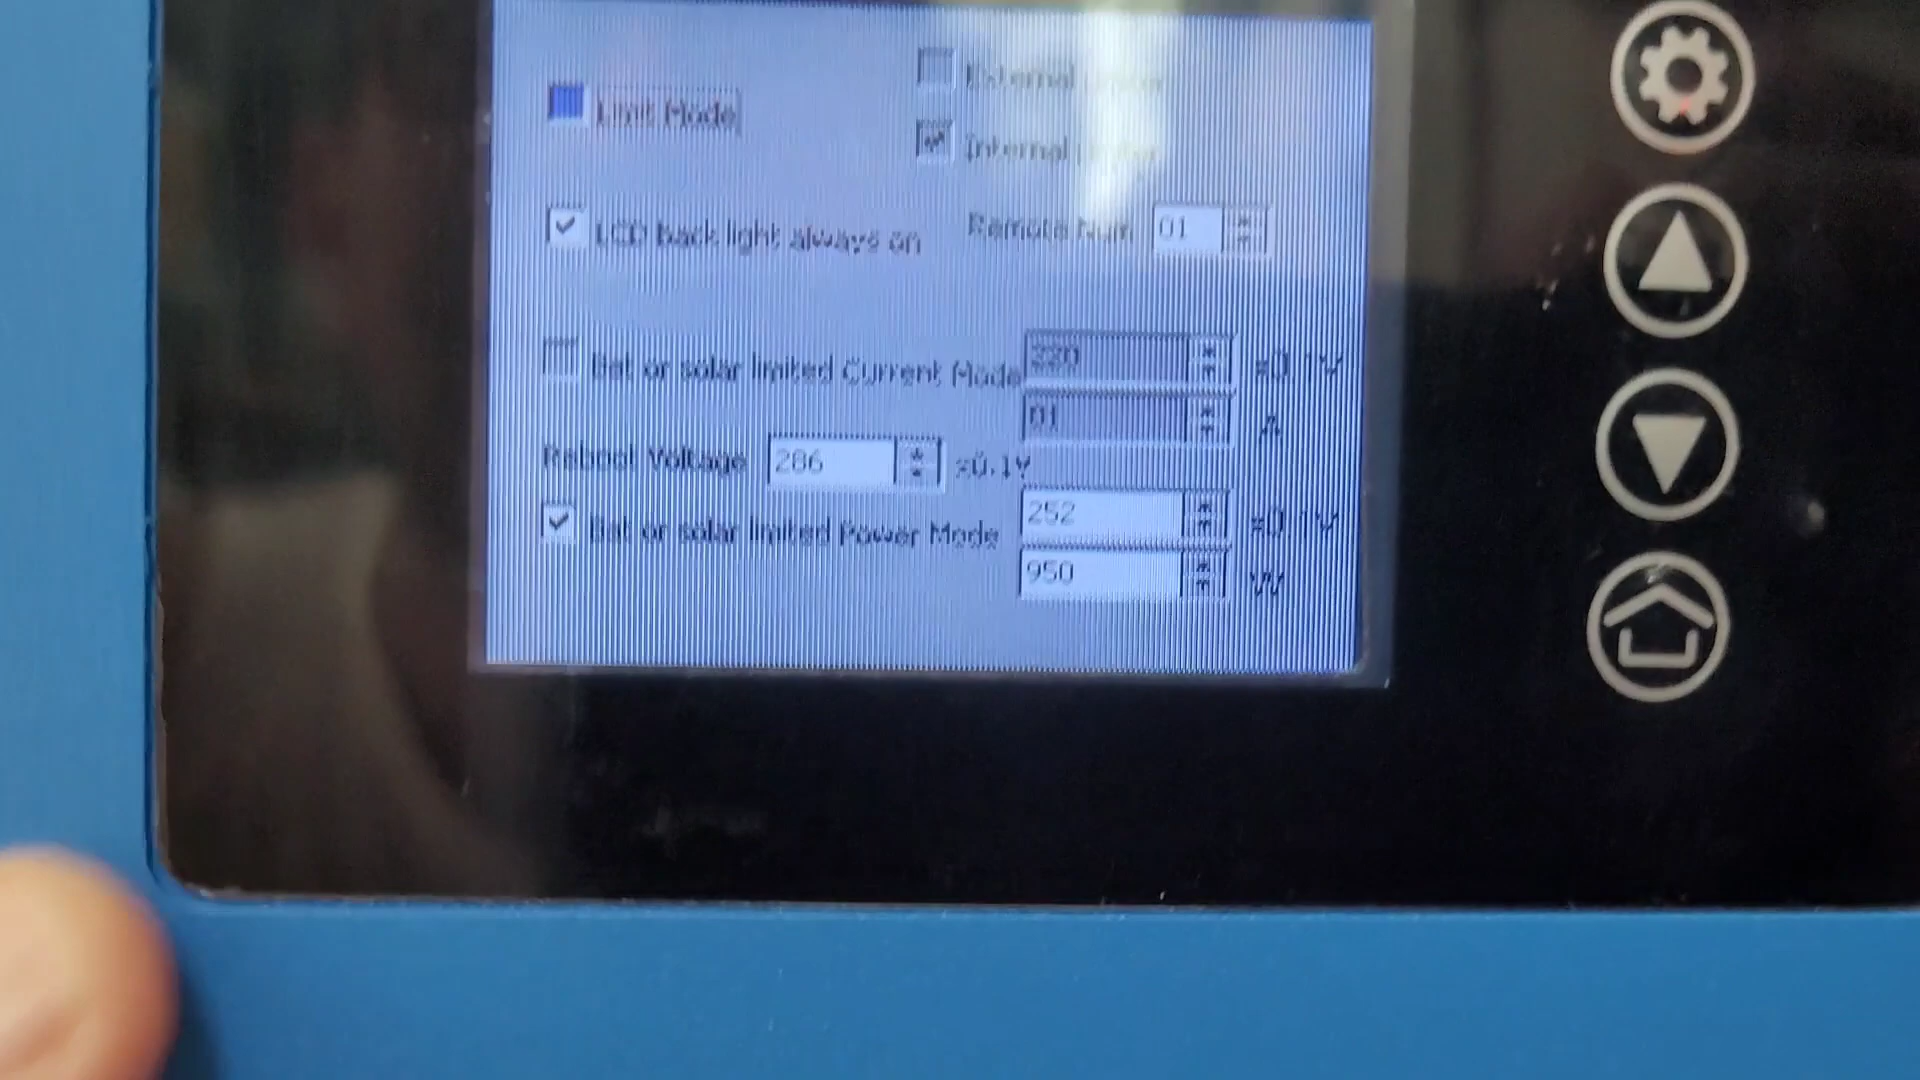 External
Limit Mode
Internal
LCD back light always on Remote Num 01
Bat or solar limited Current Mode 220 *0.1V
01 A
Reboot Voltage 286 *0.1V
Bat or solar limited Power Mode 252 *0.1V
950 W